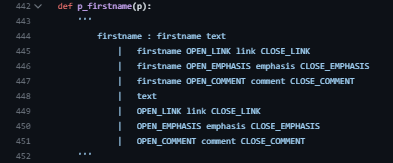 442 def p_firstname(p):
443 '''
444 firstname : firstname text
445 | firstname OPEN_LINK link CLOSE_LINK
446 | firstname OPEN_EMPHASIS emphasis CLOSE_EMPHASIS
447 | firstname OPEN_COMMENT comment CLOSE_COMMENT
448 | text
449 | OPEN_LINK link CLOSE_LINK
450 | OPEN_EMPHASIS emphasis CLOSE_EMPHASIS
451 | OPEN_COMMENT comment CLOSE_COMMENT
452 '''